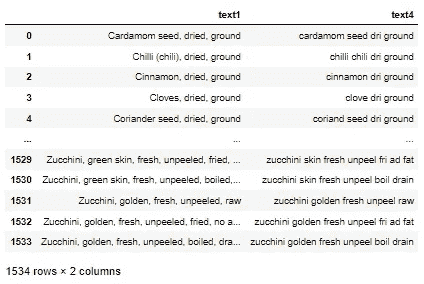 text1 text4
0 Cardamom seed, dried, ground cardamom seed dri ground
1 Chilli (chili), dried, ground chilli chili dri ground
2 Cinnamon, dried, ground cinnamon dri ground
3 Cloves, dried, ground clove dri ground
4 Coriander seed, dried, ground coriand seed dri ground
... ... ...
1529 Zucchini, green skin, fresh, unpeeled, fried, ... zucchini skin fresh unpeel fri ad fat
1530 Zucchini, green skin, fresh, unpeeled, boiled,... zucchini skin fresh unpeel boil drain
1531 Zucchini, golden, fresh, unpeeled, raw zucchini golden fresh unpeel raw
1532 Zucchini, golden, fresh, unpeeled, fried, no a... zucchini golden fresh unpeel fri ad fat
1533 Zucchini, golden, fresh, unpeeled, boiled, dra... zucchini golden fresh unpeel boil drain
1534 rows × 2 columns